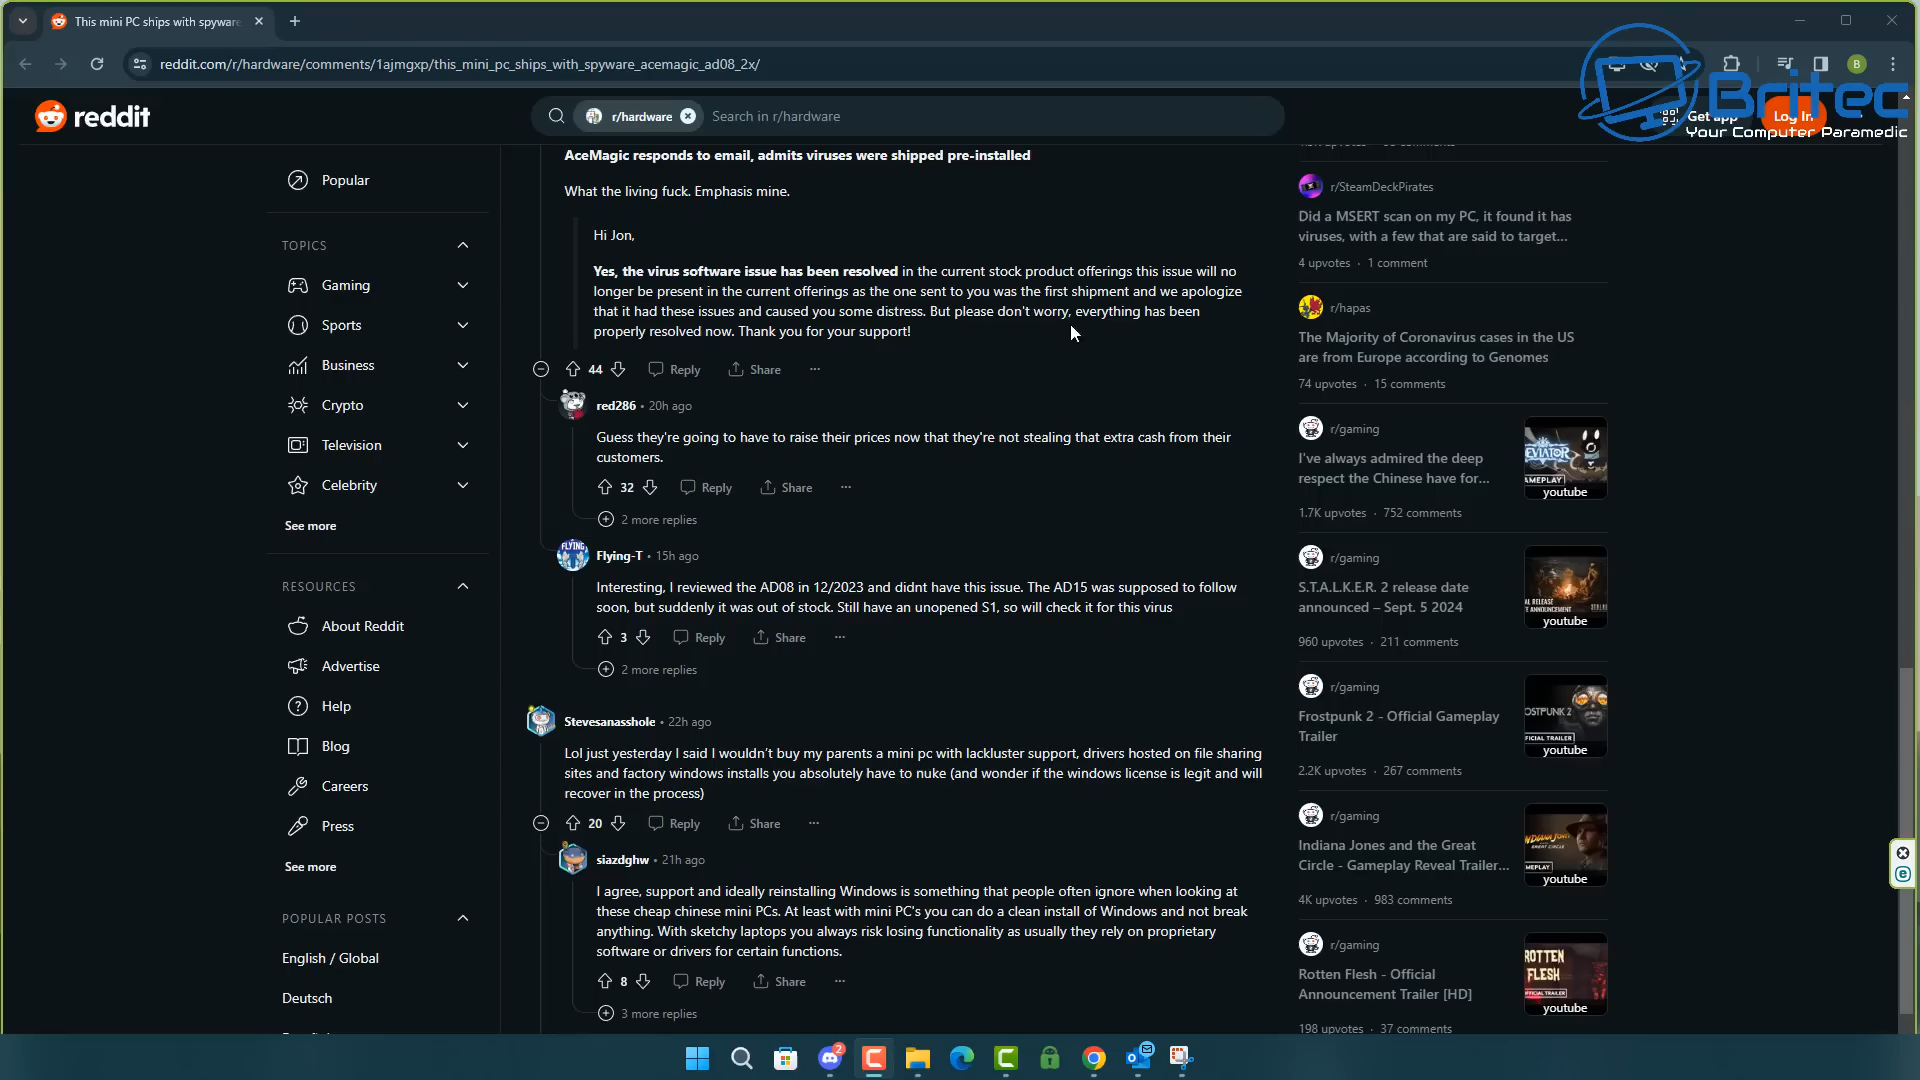 This mini PC ships with spyware
reddit.com/r/hardware/comments/1ajmgxp/this_mini_pc_ships_with_spyware_acemagic_ad08_2x/
B
Britec
Your Computer Paramedic
reddit
r/hardware
Search in r/hardware
Get app
Log In
Popular
TOPICS
Gaming
Sports
Business
Crypto
Television
Celebrity
See more
RESOURCES
About Reddit
Advertise
Help
Blog
Careers
Press
See more
POPULAR POSTS
English / Global
Deutsch
AceMagic responds to email, admits viruses were shipped pre-installed
What the living fuck. Emphasis mine.
Hi Jon,
Yes, the virus software issue has been resolved in the current stock product offerings this issue will no
longer be present in the current offerings as the one sent to you was the first shipment and we apologize
that it had these issues and caused you some distress. But please don't worry, everything has been
properly resolved now. Thank you for your support!
44 Reply Share
red286 • 20h ago
Guess they're going to have to raise their prices now that they're not stealing that extra cash from their
customers.
32 Reply Share
2 more replies
FLYING
Flying-T • 15h ago
Interesting, I reviewed the AD08 in 12/2023 and didnt have this issue. The AD15 was supposed to follow
soon, but suddenly it was out of stock. Still have an unopened S1, so will check it for this virus
3 Reply Share
2 more replies
Stevesanasshole • 22h ago
Lol just yesterday I said I wouldn’t buy my parents a mini pc with lackluster support, drivers hosted on file sharing
sites and factory windows installs you absolutely have to nuke (and wonder if the windows license is legit and will
recover in the process)
20 Reply Share
siazdghw • 21h ago
I agree, support and ideally reinstalling Windows is something that people often ignore when looking at
these cheap chinese mini PCs. At least with mini PC's you can do a clean install of Windows and not break
anything. With sketchy laptops you always risk losing functionality as usually they rely on proprietary
software or drivers for certain functions.
8 Reply Share
3 more replies
r/SteamDeckPirates
Did a MSERT scan on my PC, it found it has
viruses, with a few that are said to target...
4 upvotes · 1 comment
r/hapas
The Majority of Coronavirus cases in the US
are from Europe according to Genomes
74 upvotes · 15 comments
r/gaming
I've always admired the deep
respect the Chinese have for...
EVIATOR
AMEPLAY
youtube
1.7K upvotes · 752 comments
r/gaming
S.T.A.L.K.E.R. 2 release date
announced – Sept. 5 2024
youtube
960 upvotes · 211 comments
r/gaming
Frostpunk 2 - Official Gameplay
Trailer
OSTPUNK 2
youtube
2.2K upvotes · 267 comments
r/gaming
Indiana Jones and the Great
Circle - Gameplay Reveal Trailer...
youtube
4K upvotes · 983 comments
r/gaming
Rotten Flesh - Official
Announcement Trailer [HD]
ROTTEN
FLESH
youtube
198 upvotes · 37 comments
2